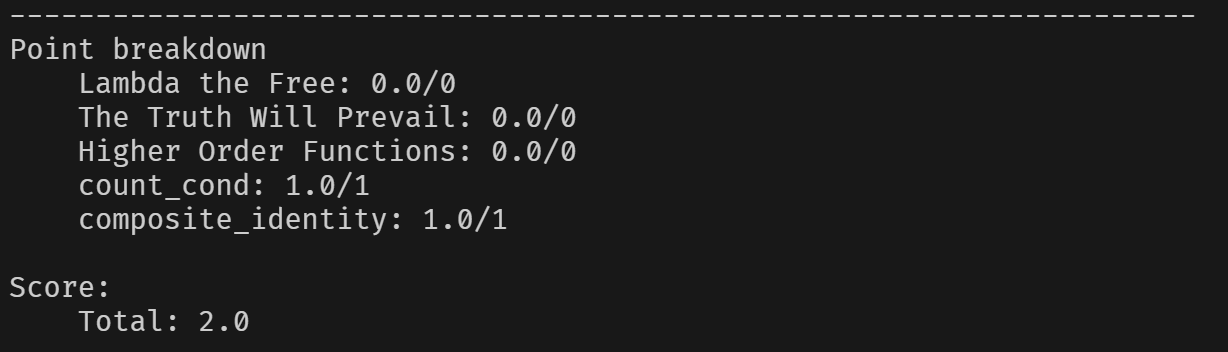 ---------------------------------------------------------------------
Point breakdown
    Lambda the Free: 0.0/0
    The Truth Will Prevail: 0.0/0
    Higher Order Functions: 0.0/0
    count_cond: 1.0/1
    composite_identity: 1.0/1

Score:
    Total: 2.0